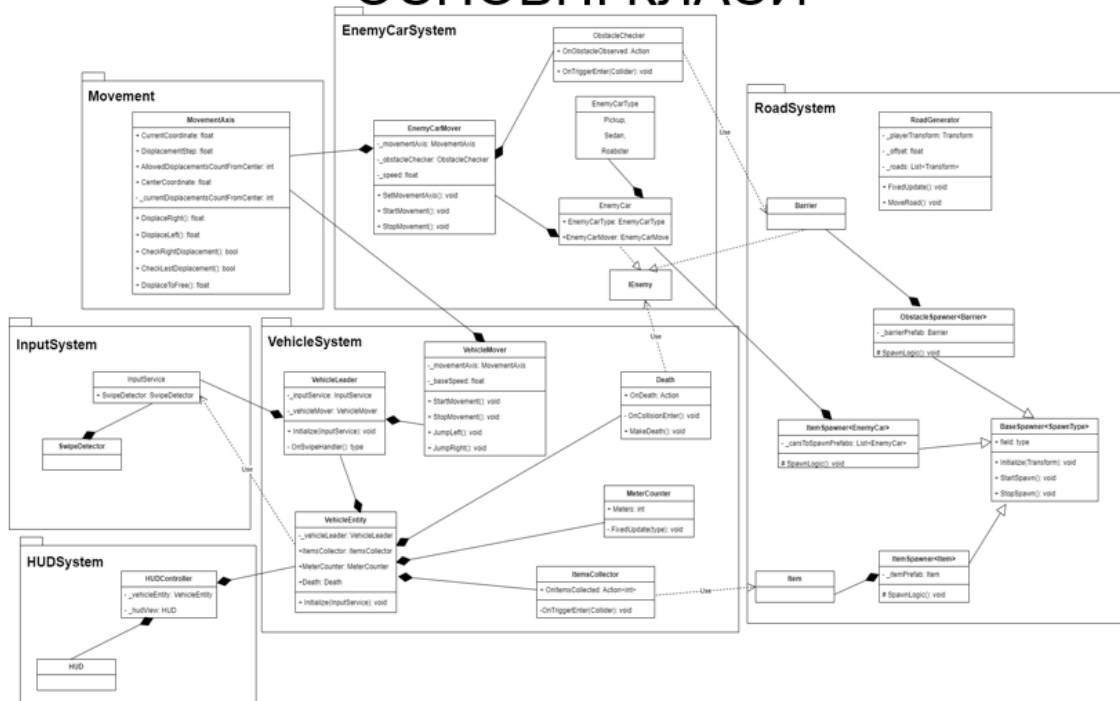 ОСНОВНІ КЛАСИ
EnemyCarSystem
ObstacleChecker
+ OnObstacleObserved: Action
+ OnTriggerEnter(Collider): void
EnemyCarType
Pickup,
Sedan,
Roabster
EnemyCarMover
-_movementAxis: MovementAxis
-_obstacleChecker: ObstacleChecker
-_speed: float
+ SetMovementAxis(): void
+ StartMovement(): void
+ StopMovement(): void
EnemyCar
+ EnemyCarType: EnemyCarType
+EnemyCarMover: EnemyCarMove
IEnemy
Use
Use
Movement
MovementAxis
+ CurrentCoordinate: float
+ DisplacementStep: float
+ AllowedDisplacementsCountFromCenter: int
+ CenterCoordinate: float
- _currentDisplacementsCountFromCenter: int
+ DisplaceRight(): float
+ DisplaceLeft(): float
+ CheckRightDisplacement(): bool
+ CheckLestDisplacement(): bool
+ DisplaceToFree(): float
RoadSystem
RoadGenerator
- _playerTransform: Transform
- _offset: float
- _roads: List<Transform>
+ FixedUpdate(): void
+ MoveRoad(): void
Barrier
ObstacleSpawner<Barrier>
- _barrierPrefab: Barrier
# SpawnLogic(): void
ItemSpawner<EnemyCar>
- _carsToSpawnPrefabs: List<EnemyCar>
# SpawnLogic(): void
BaseSpawner<SpawnType>
+ field: type
+ Initialize(Transform): void
+ StartSpawn(): void
+ StopSpawn(): void
ItemSpawner<Item>
- _itemPrefab: Item
# SpawnLogic(): void
Item
InputSystem
InputService
+ SwipeDetector: SwipeDetector
SwipeDetector
Use
VehicleSystem
VehicleLeader
-_inputService: InputService
-_vehicleMover: VehicleMover
+ Initialize(InputService): void
- OnSwipeHandler(): type
VehicleMover
-_movementAxis: MovementAxis
-_baseSpeed: float
+ StartMovement(): void
+ StopMovement(): void
+ JumpLeft(): void
+ JumpRight(): void
Death
+ OnDeath: Action
- OnCollisionEnter(): void
+ MakeDeath(): void
MeterCounter
+ Meters: int
- FixedUpdate(type): void
VehicleEntity
-_vehicleLeader: VehicleLeader
+ItemsCollector: ItemsCollector
+MeterCounter: MeterCounter
+Death: Death
+ Initialize(InputService): void
ItemsCollector
+ OnItemsCollected: Action<int>
-OnTriggerEnter(Collider): void
Use
HUDSystem
HUDController
- _vehicleEntity: VehicleEntity
- _hudView: HUD
HUD